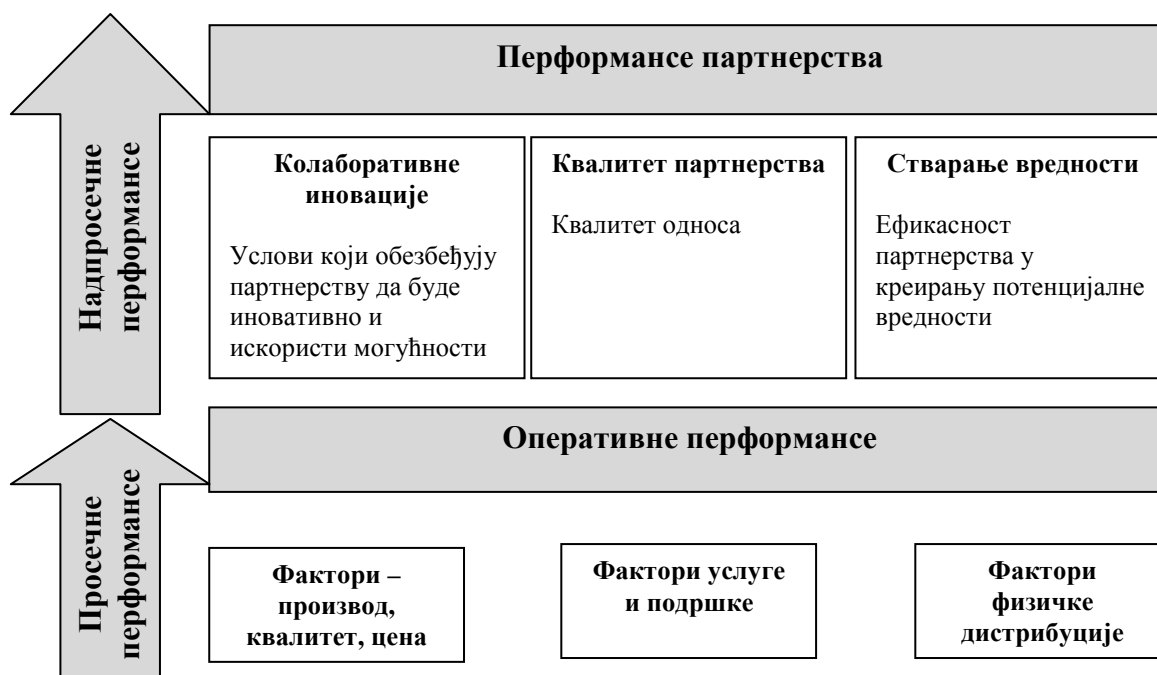 Надпросечне
перформансе
Перформансе партнерства
Колаборативне
иновације
Услови који обезбеђују
партнерству да буде
иновативно и
искористи могућности
Квалитет партнерства
Квалитет односа
Стварање вредности
Ефикасност
партнерства у
креирању потенцијалне
вредности
Просечне
перформансе
Оперативне перформансе
Фактори –
производ,
квалитет, цена
Фактори услуге
и подршке
Фактори
физичке
дистрибуције